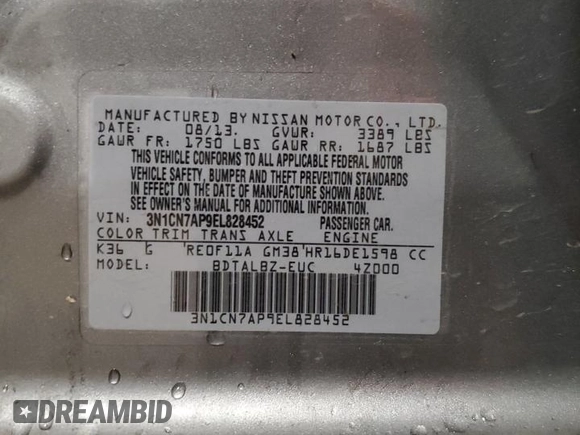 MANUFACTURED BY NISSAN MOTOR CO., LTD.
DATE: 08/13. GVWR: 3389 LBS
GAWR FR: 1750 LBS GAWR RR: 1687 LBS
THIS VEHICLE CONFORMS TO ALL APPLICABLE FEDERAL MOTOR
VEHICLE SAFETY, BUMPER AND THEFT PREVENTION STANDARDS
IN EFFECT ON THE DATE OF MANUFACTURE SHOWN ABOVE.
SEE OWNER'S MANUAL FOR ADDITIONAL INFORMATION.
VIN: 3N1CN7AP9EL828452 PASSENGER CAR.
COLOR TRIM TRANS AXLE ENGINE
K36 G 'RE0F11A GM38'HR16DE1598 CC
MODEL: BDTALBZ-EUC 4Z000
3N1CN7AP9EL828452
DREAMBID